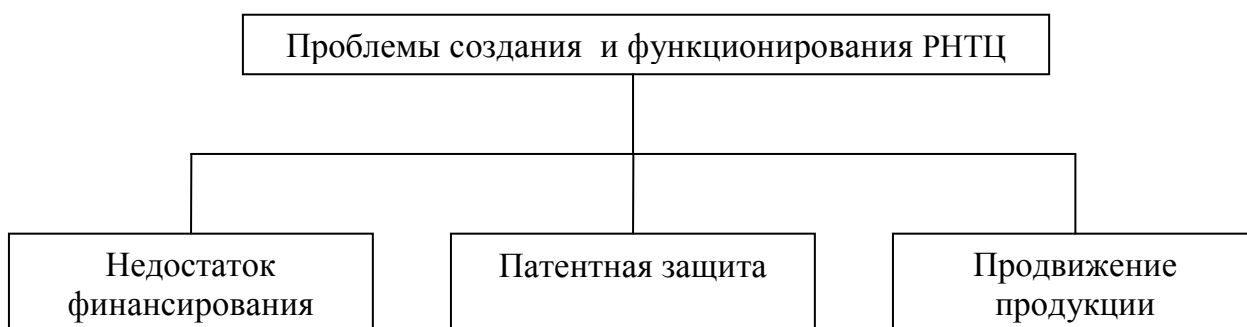 Проблемы создания и функционирования РНТЦ
Недостаток
финансирования
Патентная защита
Продвижение
продукции